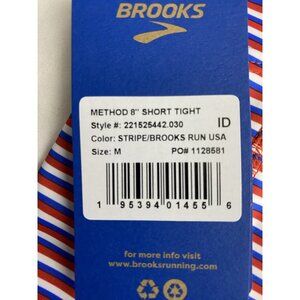 BROOKS
METHOD 8" SHORT TIGHT
Style #: 221525442.030 ID
Color: STRIPE/BROOKS RUN USA
Size: M PO# 1128581
1 95394 01455 6
for more info visit
www.brooksrunning.com